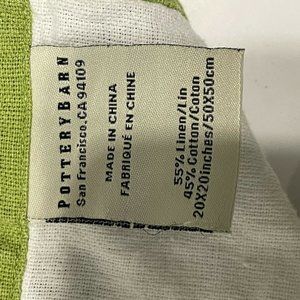 POTTERYBARN
San Francisco, CA 94109
MADE IN CHINA
FABRIQUÉ EN CHINE
55% Linen/Lin
45% Cotton/Coton
20X20inches/50X50cm